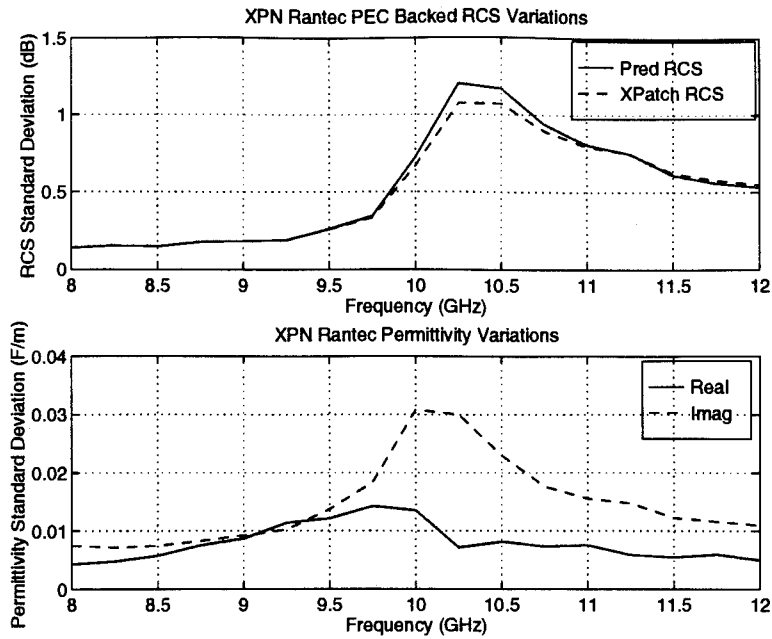 XPN Rantec PEC Backed RCS Variations
RCS Standard Deviation (dB)
1.5
1
0.5
0
Pred RCS
XPatch RCS
8
8.5
9
9.5
10
10.5
11
11.5
12
Frequency (GHz)
XPN Rantec Permittivity Variations
Permittivity Standard Deviation (F/m)
0.04
0.03
0.02
0.01
0
Real
Imag
8
8.5
9
9.5
10
10.5
11
11.5
12
Frequency (GHz)